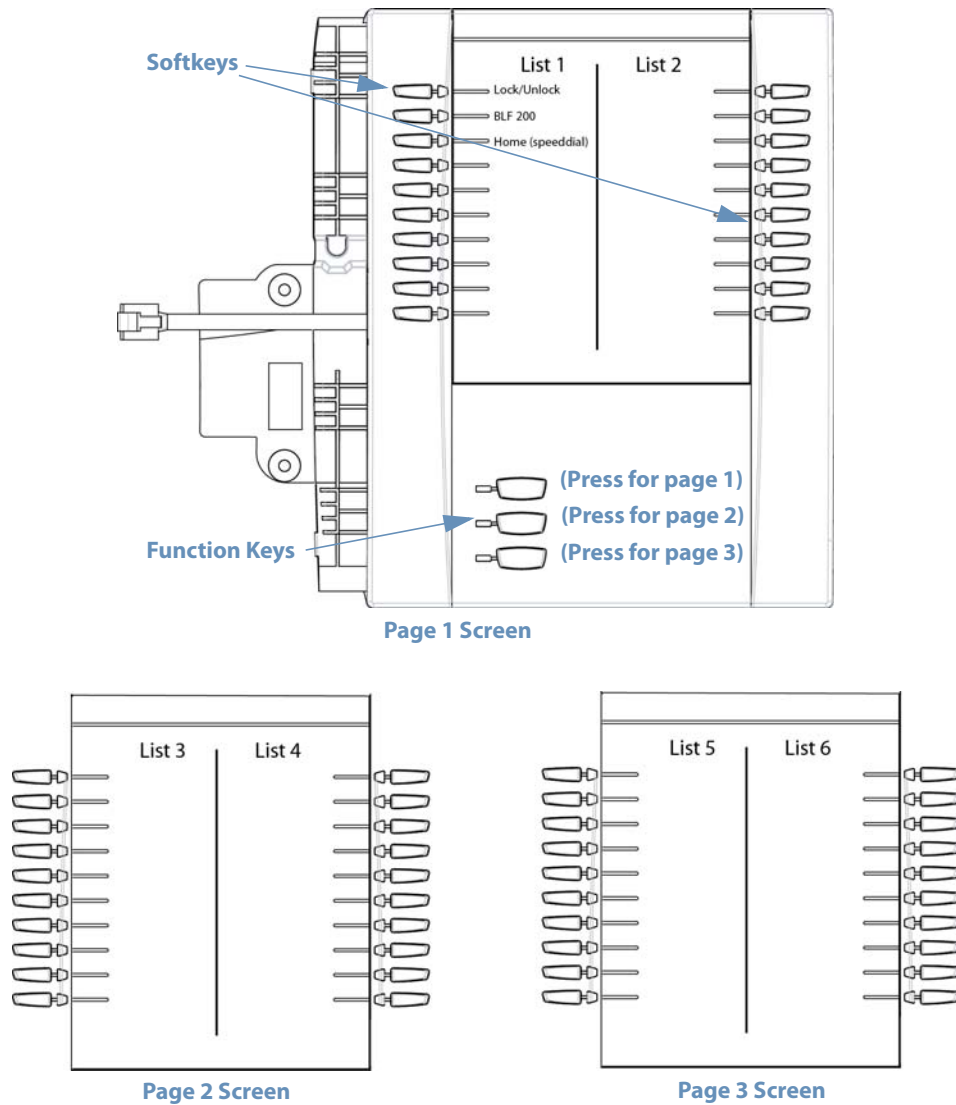 Softkeys
List 1
List 2
Lock/Unlock
BLF 200
Home (speeddial)
(Press for page 1)
(Press for page 2)
Function Keys
(Press for page 3)
Page 1 Screen
List 3
List 4
List 5
List 6
Page 2 Screen
Page 3 Screen